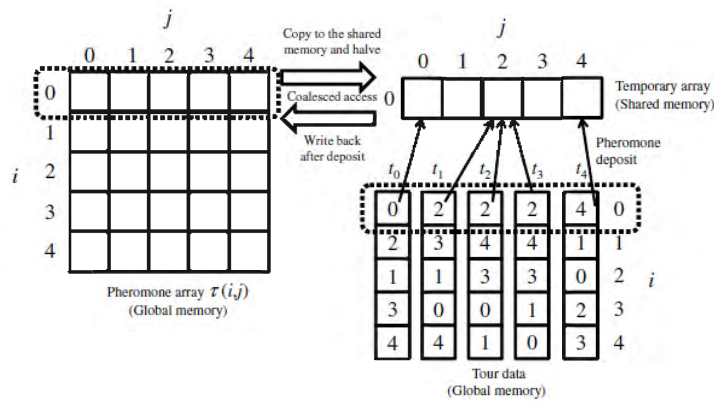 j
0 1 2 3 4
Copy to the shared
memory and halve
Coalesced access
Write back
after deposit
j
0 1 2 3 4
0
Temporary array
(Shared memory)
Pheromone
deposit
i
0
1
2
3
4
Pheromone array τ(i,j)
(Global memory)
t0 t1 t2 t3 t4
0 2 2 2 4 0
2 3 4 4 1 1
1 1 3 3 0 2
3 0 0 1 2 3
4 4 1 0 3 4
i
Tour data
(Global memory)